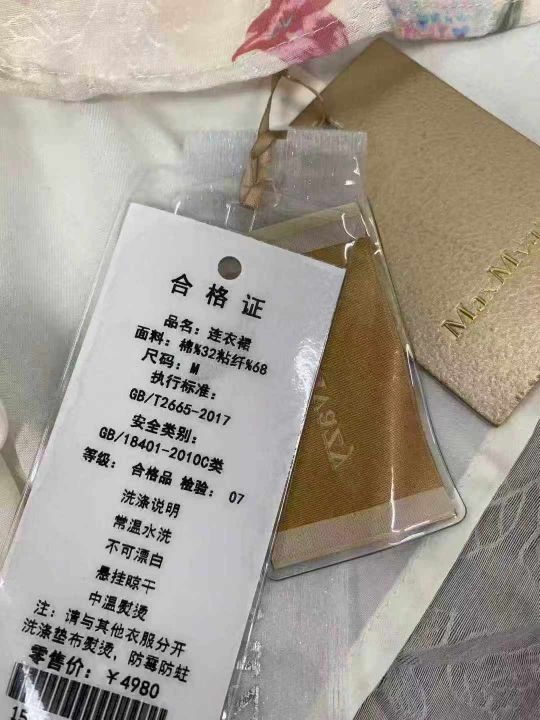 合格证
品名: 连衣裙
面料: 棉%32粘纤%68
尺码: M
执行标准:
GB/T2665-2017
安全类别:
GB/18401-2010C类
等级: 合格品 检验: 07
洗涤说明
常温水洗
不可漂白
悬挂晾干
中温熨烫
注: 请与其他衣服分开
洗涤垫布熨烫, 防霉防蛀
零售价: ¥4980